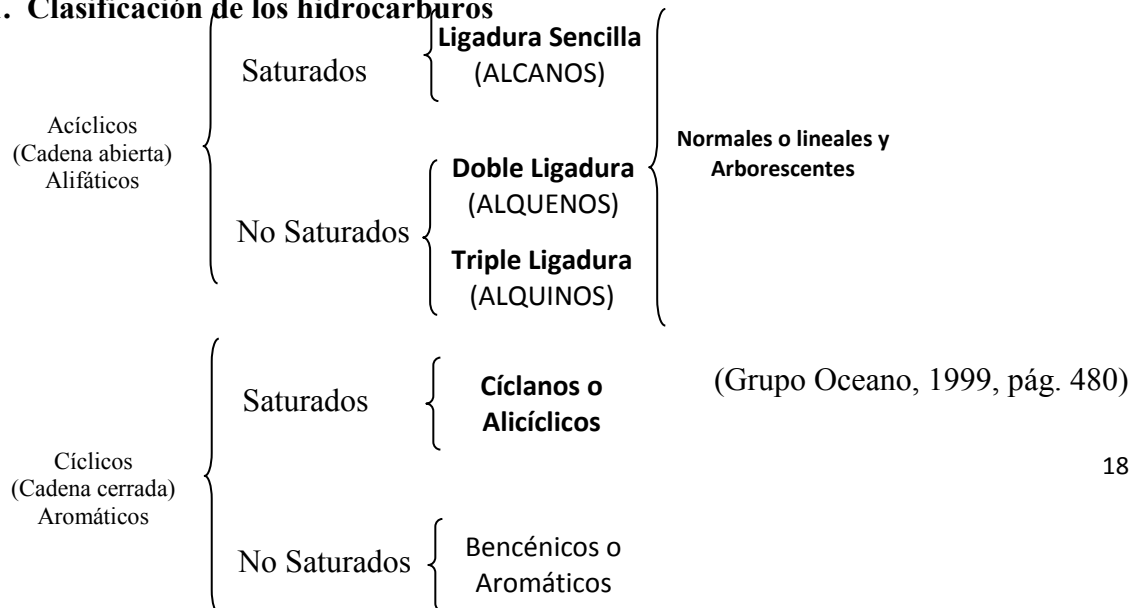 . Clasificación de los hidrocarburos
Acíclicos
(Cadena abierta)
Alifáticos
Saturados
Ligadura Sencilla
(ALCANOS)
No Saturados
Doble Ligadura
(ALQUENOS)
Triple Ligadura
(ALQUINOS)
Normales o lineales y
Arborescentes
Cíclicos
(Cadena cerrada)
Aromáticos
Saturados
Cíclanos o
Alicíclicos
No Saturados
Bencénicos o
Aromáticos
(Grupo Oceano, 1999, pág. 480)
18